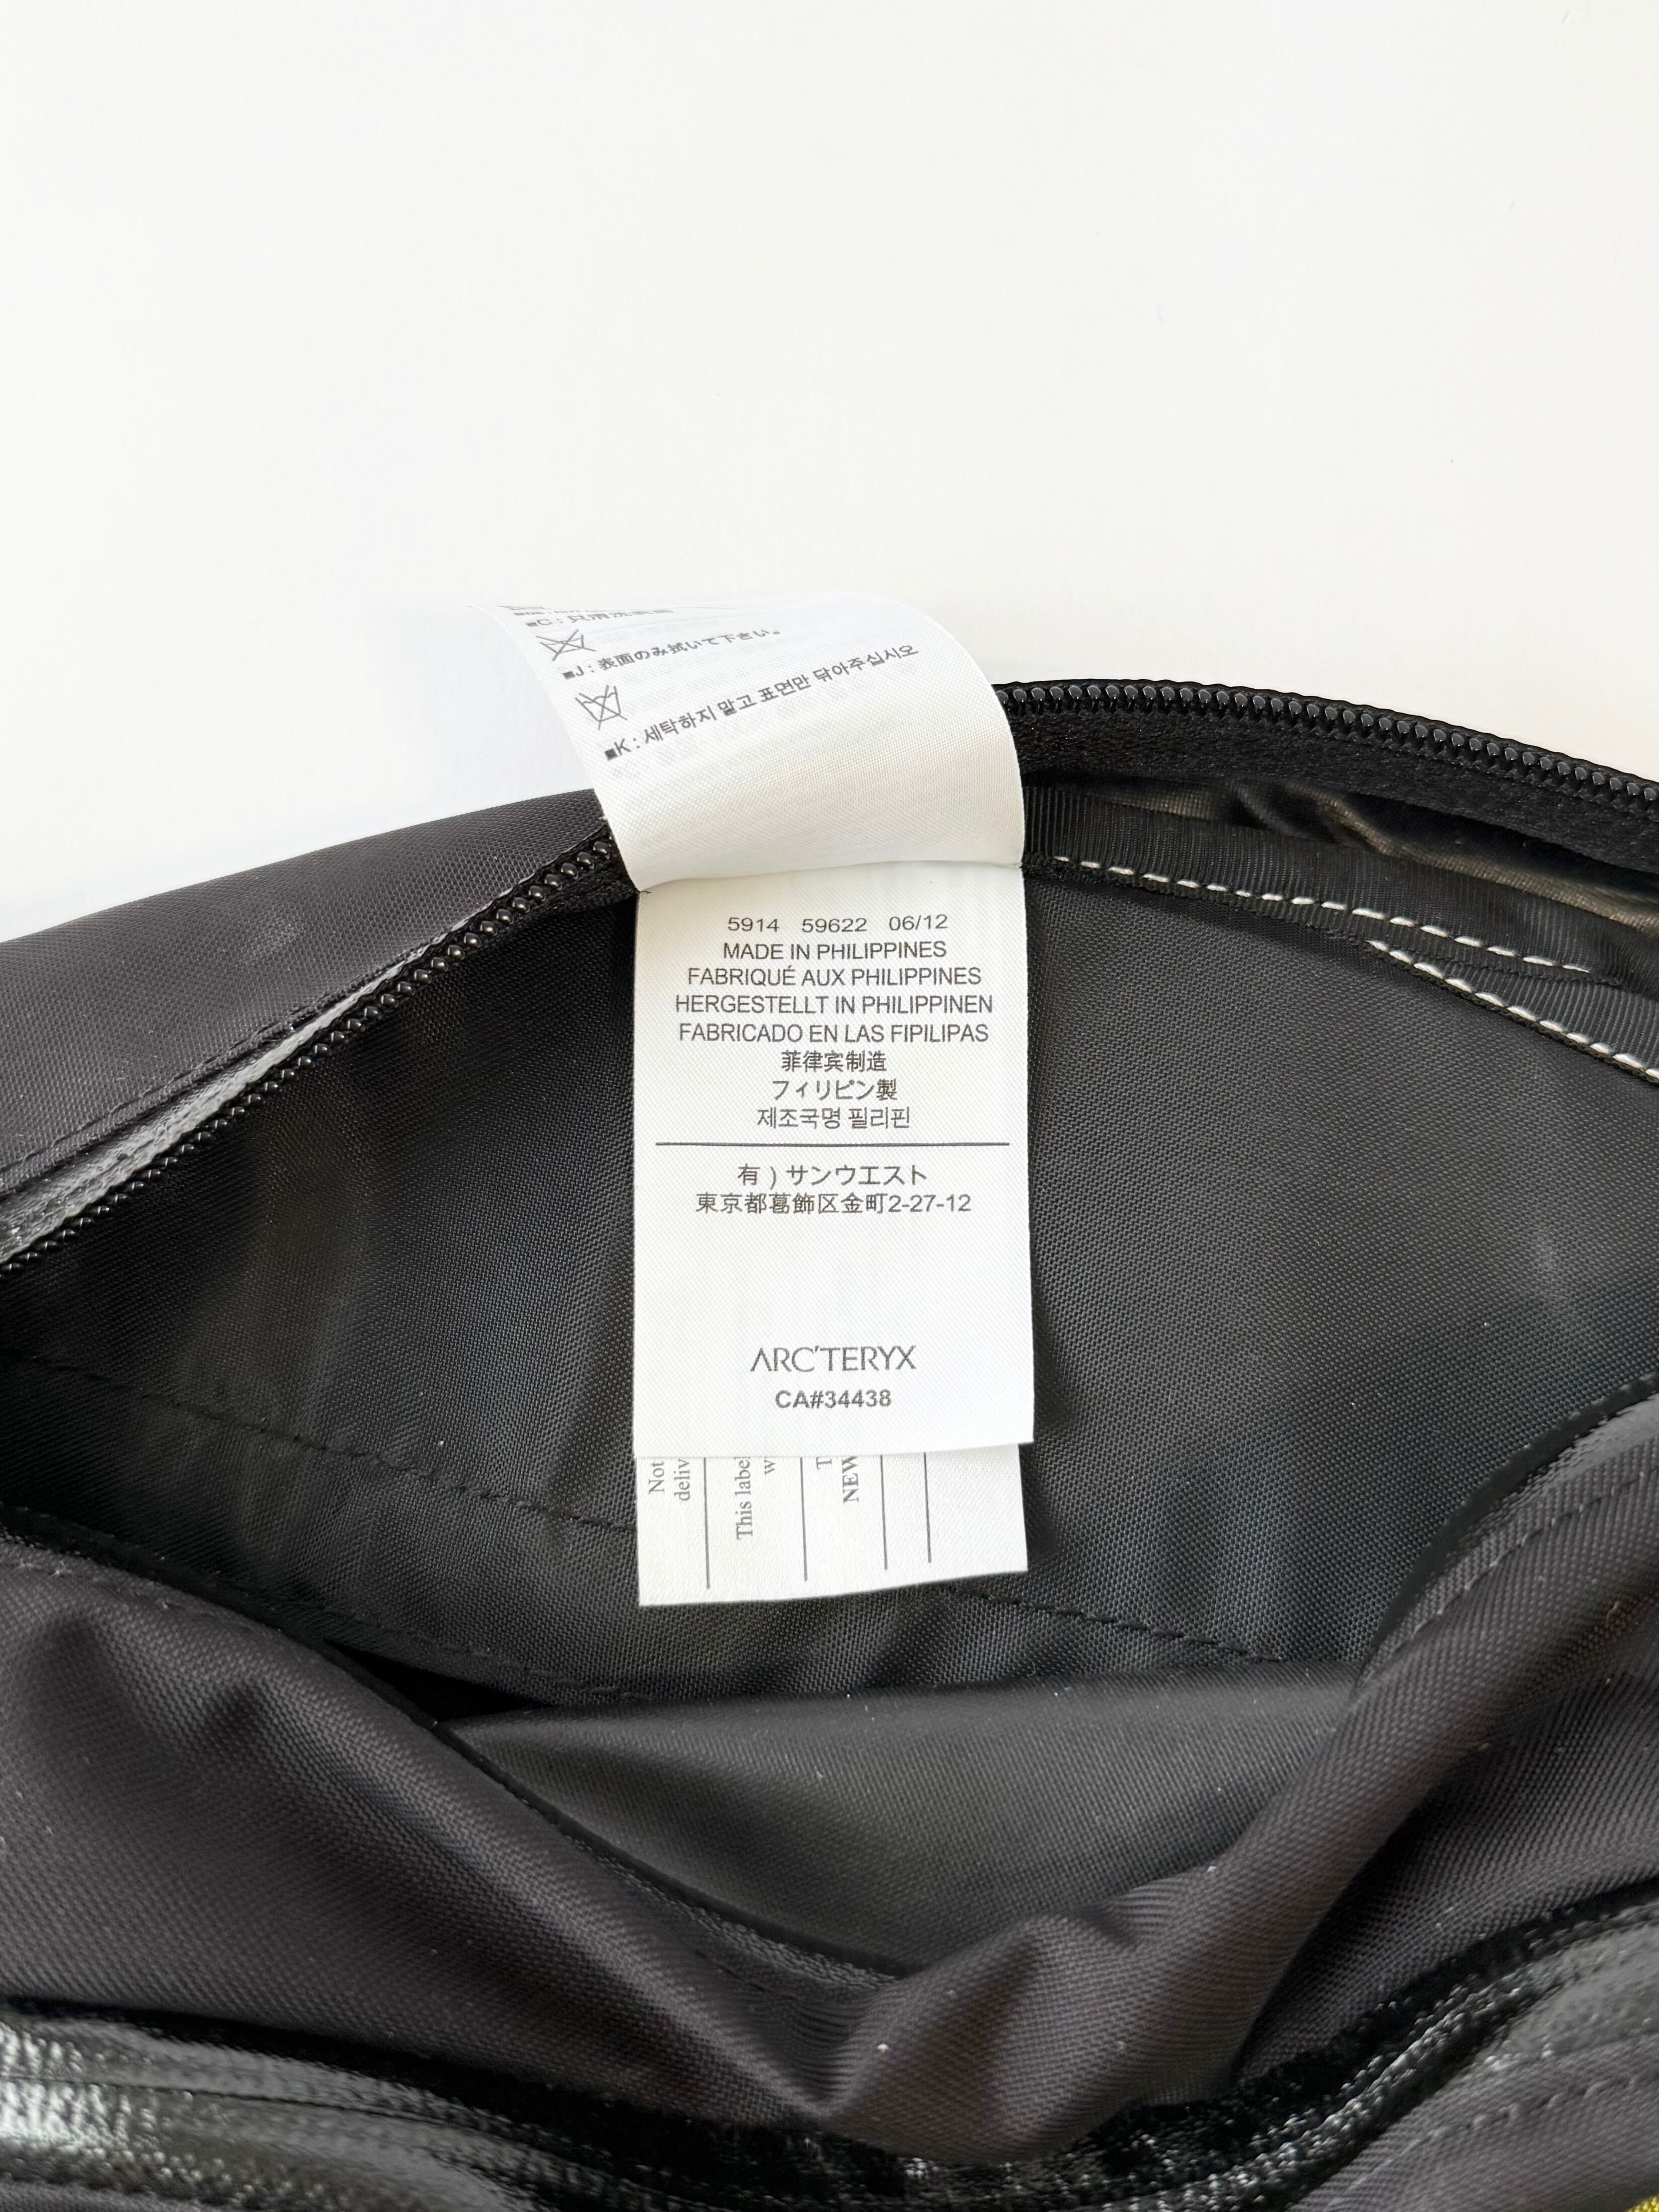 ■C : 只清洗表面
■J : 表面のみ拭いて下さい。
■K : 세탁하지 말고 표면만 닦아주십시오
5914 59622 06/12
MADE IN PHILIPPINES
FABRIQUÉ AUX PHILIPPINES
HERGESTELLT IN PHILIPPINEN
FABRICADO EN LAS FIPILIPAS
菲律宾制造
フィリピン製
제조국명 필리핀
有 ) サンウエスト
東京都葛飾区金町2-27-12
ARC'TERYX
CA#34438
Not
deliv
This label
w
T
NEW